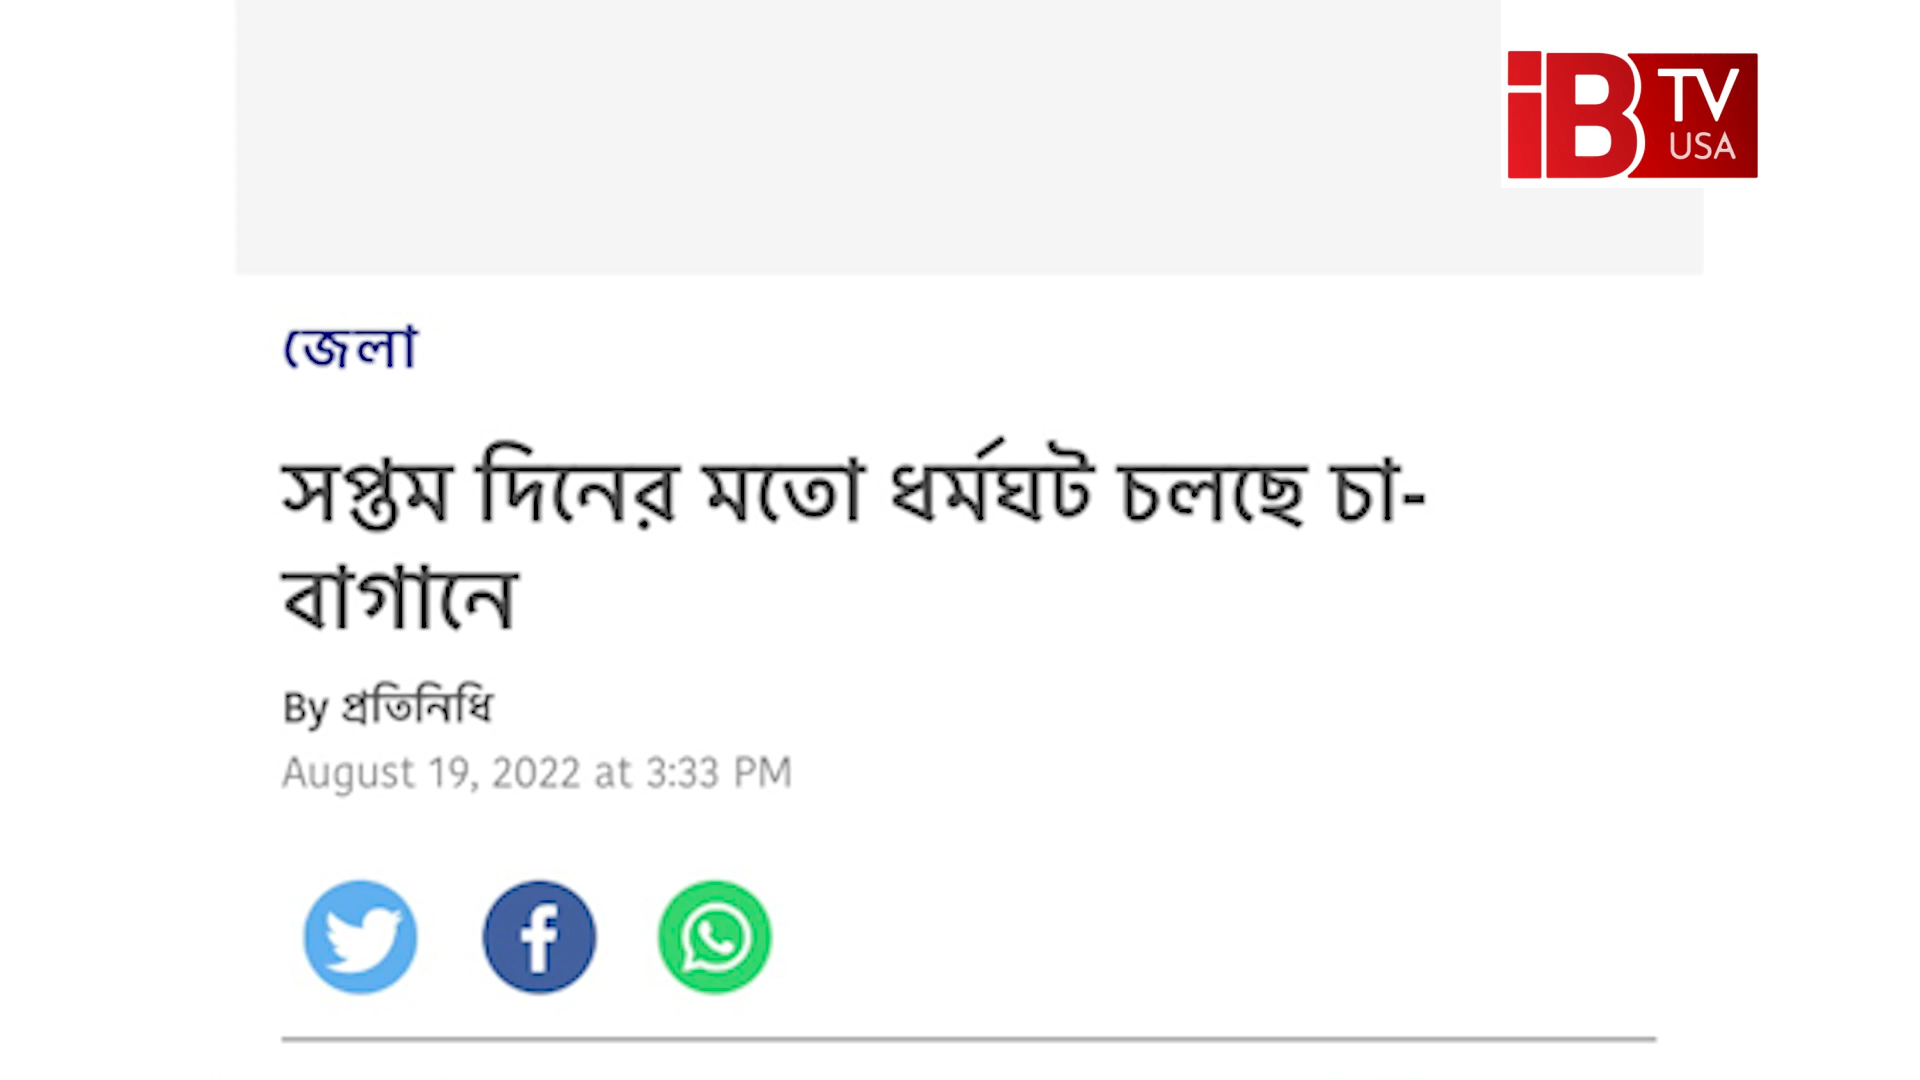 iB TV
USA
জেলা
সপ্তম দিনের মতো ধর্মঘট চলছে চা-
বাগানে
By প্রতিনিধি
August 19, 2022 at 3:33 PM